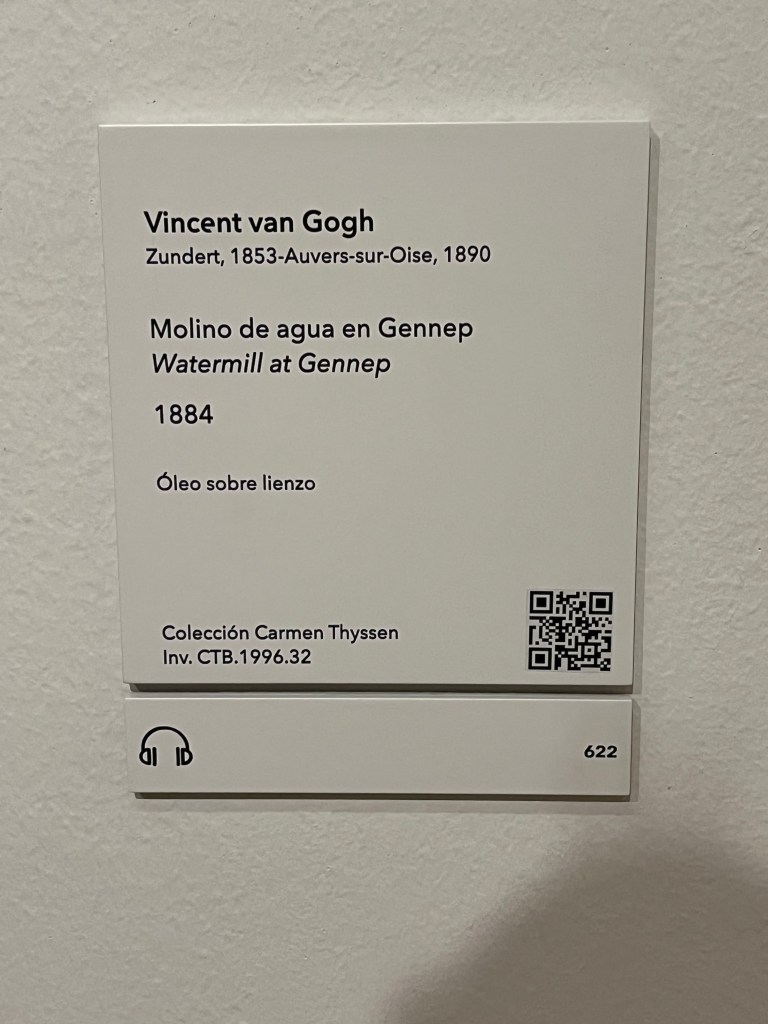 Vincent van Gogh
Zundert, 1853-Auvers-sur-Oise, 1890
Molino de agua en Gennep
Watermill at Gennep
1884
Óleo sobre lienzo
Colección Carmen Thyssen
Inv. CTB.1996.32
622